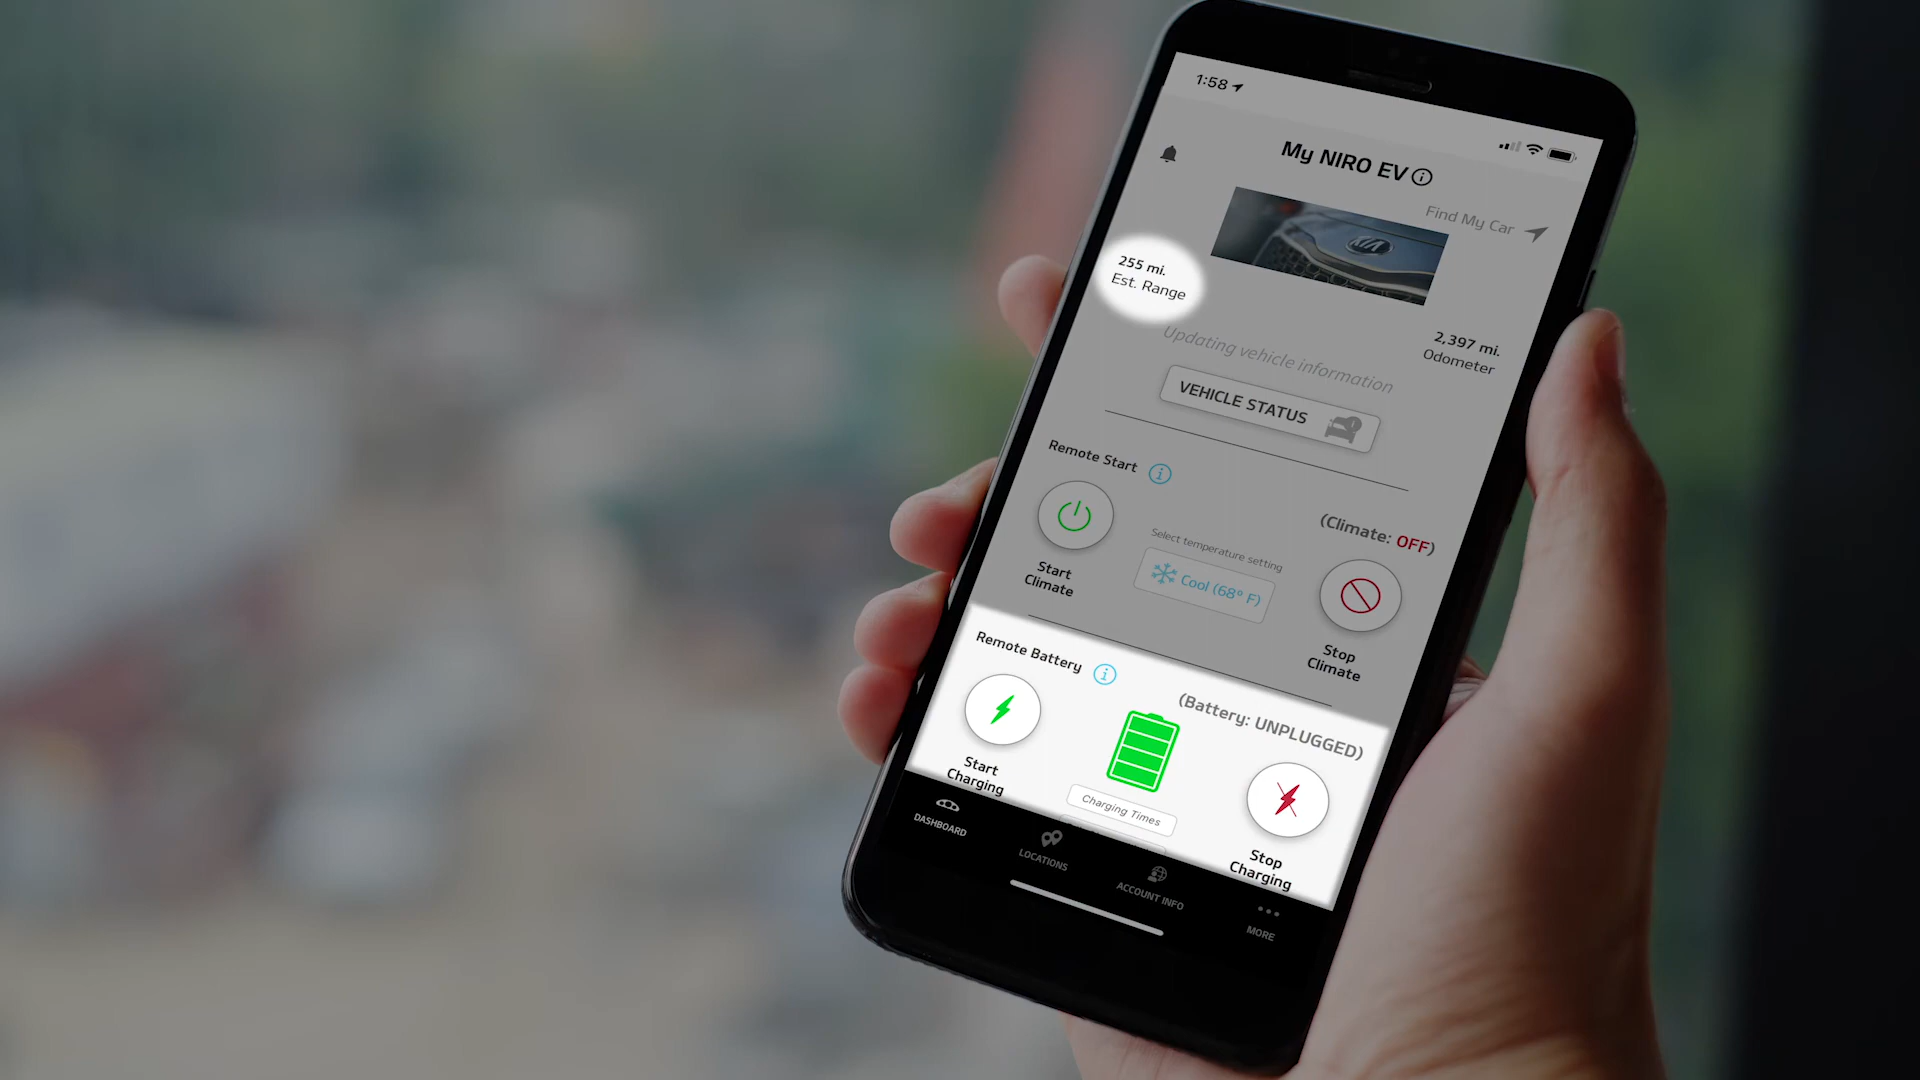 1:58
My NIRO EV
Find My Car
KIA
255 mi.
Est. Range
2,397 mi.
Odometer
Updating vehicle information
VEHICLE STATUS
Remote Start
(Climate: OFF)
Select temperature setting
Cool (68° F)
Start
Climate
Stop
Climate
Remote Battery
(Battery: UNPLUGGED)
Start
Charging
Charging Times
Stop
Charging
DASHBOARD
LOCATIONS
ACCOUNT INFO
MORE